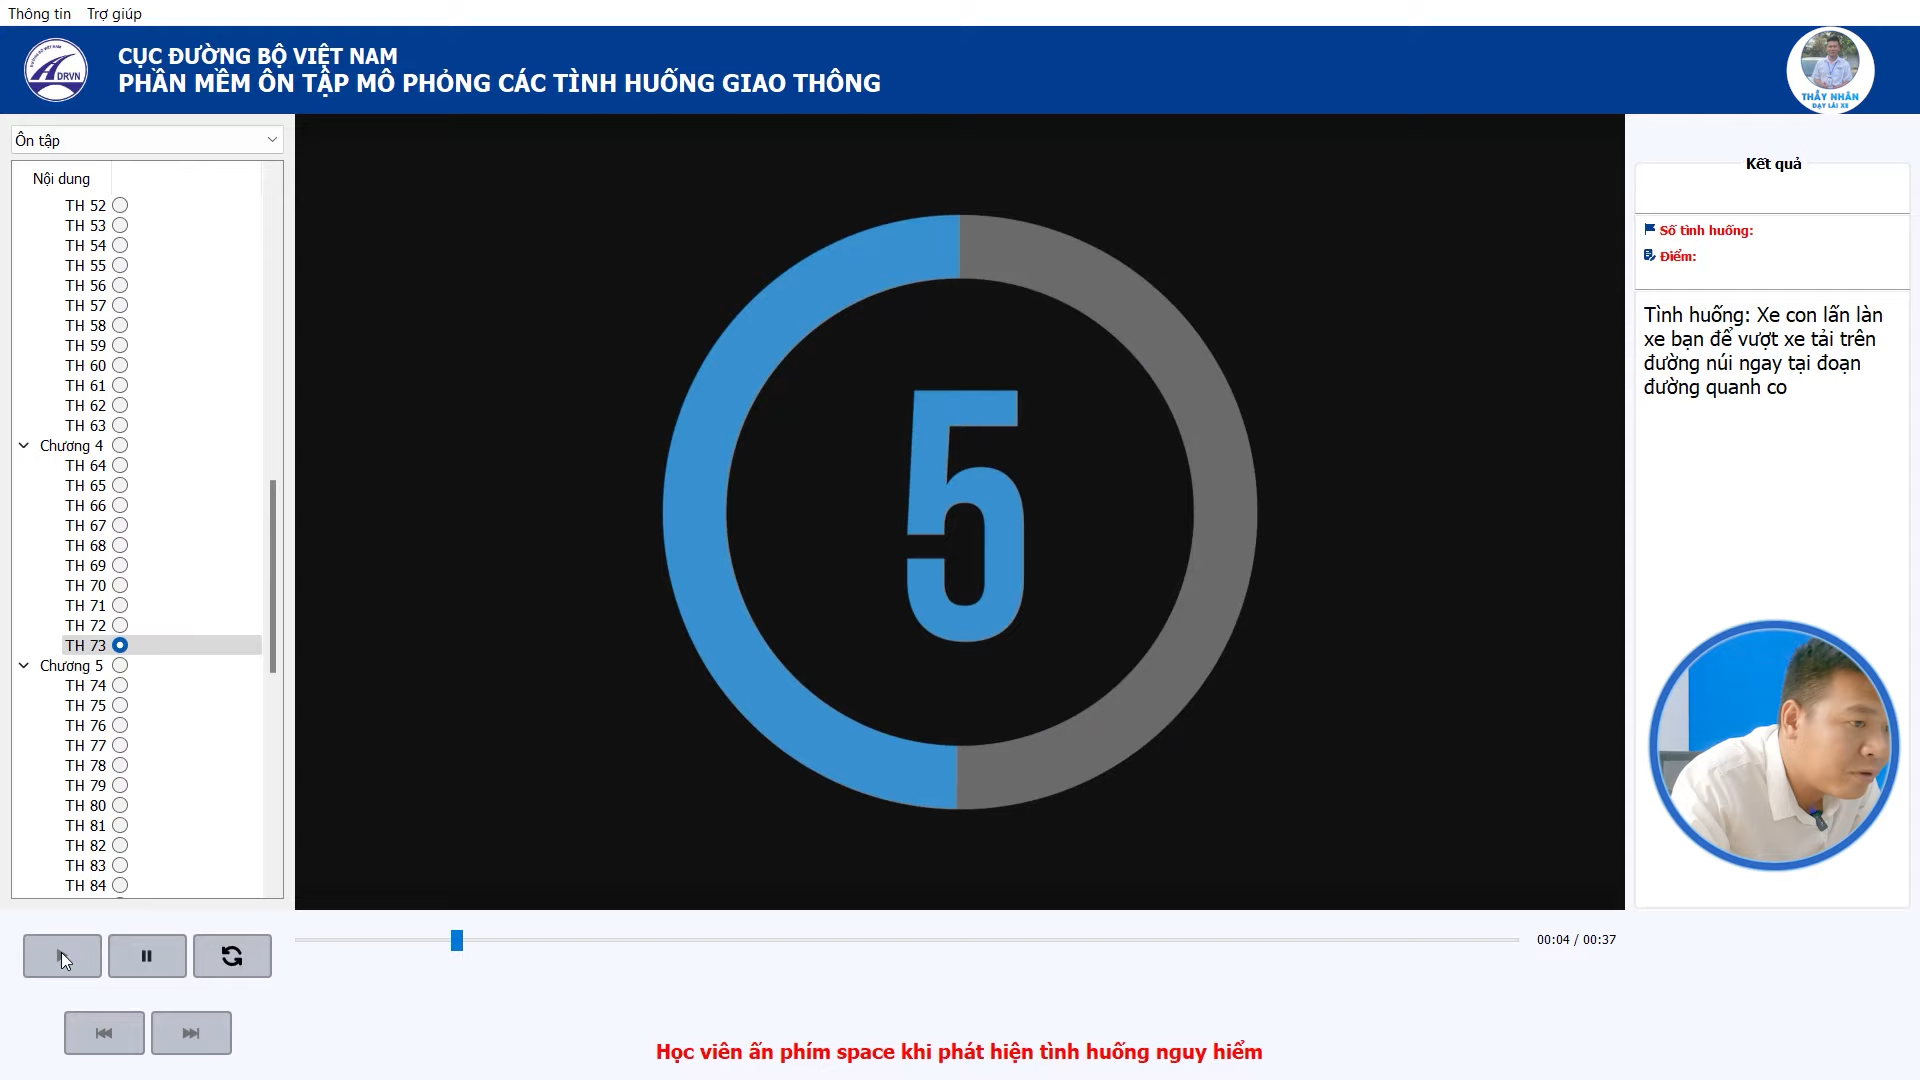 Thông tin
Trợ giúp
CỤC ĐƯỜNG BỘ VIỆT NAM
PHẦN MỀM ÔN TẬP MÔ PHỎNG CÁC TÌNH HUỐNG GIAO THÔNG
DRVN
THẦY NHÂN
DẠY LÁI XE
Ôn tập
Nội dung
TH 52
TH 53
TH 54
TH 55
TH 56
TH 57
TH 58
TH 59
TH 60
TH 61
TH 62
TH 63
Chương 4
TH 64
TH 65
TH 66
TH 67
TH 68
TH 69
TH 70
TH 71
TH 72
TH 73
Chương 5
TH 74
TH 75
TH 76
TH 77
TH 78
TH 79
TH 80
TH 81
TH 82
TH 83
TH 84
5
Kết quả
Số tình huống:
Điểm:
Tình huống: Xe con lấn làn
xe bạn để vượt xe tải trên
đường núi ngay tại đoạn
đường quanh co
00:04 / 00:37
Học viên ấn phím space khi phát hiện tình huống nguy hiểm